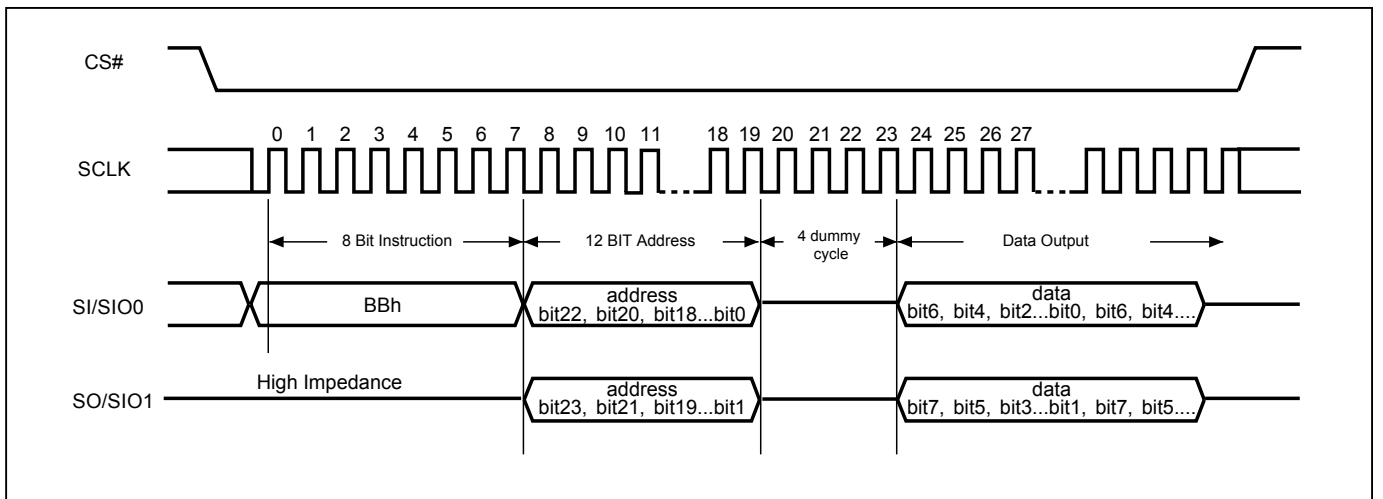 CS#
0 1 2 3 4 5 6 7 8 9 10 11 18 19 20 21 22 23 24 25 26 27
SCLK
8 Bit Instruction
12 BIT Address
4 dummy
cycle
Data Output
SI/SIO0
BBh
address
bit22, bit20, bit18...bit0
data
bit6, bit4, bit2...bit0, bit6, bit4....
SO/SIO1
High Impedance
address
bit23, bit21, bit19...bit1
data
bit7, bit5, bit3...bit1, bit7, bit5....